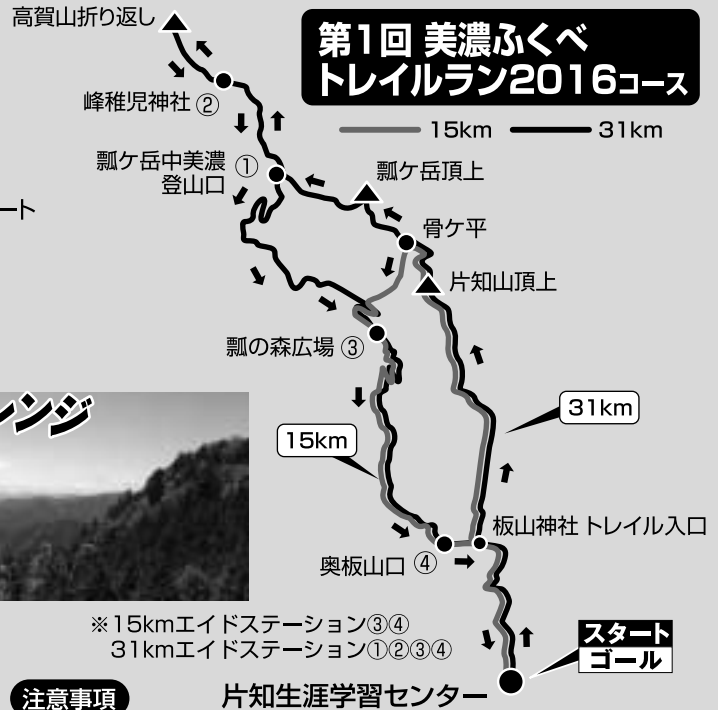 高賀山折り返し
第1回 美濃ふくべ
トレイルラン2016コース
15km 31km
峰稚児神社②
瓢ケ岳中美濃①
登山口
瓢ケ岳頂上
ート
骨ケ平
片知山頂上
瓢の森広場③
レンジ
31km
15km
板山神社 トレイル入口
奥板山口④
※15kmエイドステーション③④
31kmエイドステーション①②③④
スタート
ゴール
注意事項
片知生涯学習センター